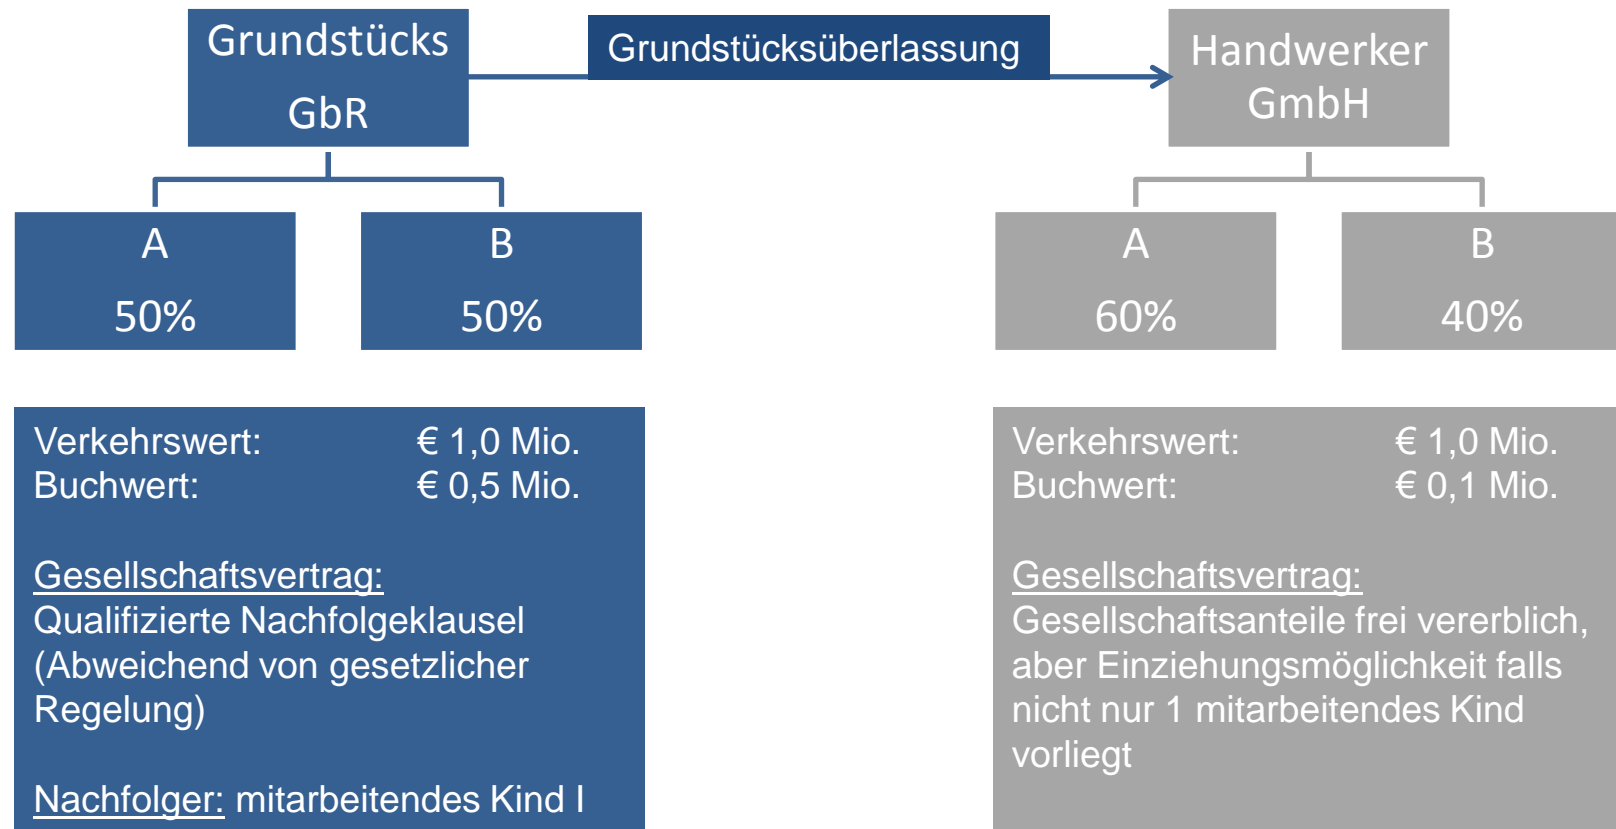 Grundstücks
GbR
Grundstücksüberlassung
Handwerker
GmbH
A
50%
B
50%
A
60%
B
40%
Verkehrswert: € 1,0 Mio.
Buchwert: € 0,5 Mio.
Gesellschaftsvertrag:
Qualifizierte Nachfolgeklausel
(Abweichend von gesetzlicher
Regelung)
Nachfolger: mitarbeitendes Kind I
Verkehrswert: € 1,0 Mio.
Buchwert: € 0,1 Mio.
Gesellschaftsvertrag:
Gesellschaftsanteile frei vererblich,
aber Einziehungsmöglichkeit falls
nicht nur 1 mitarbeitendes Kind
vorliegt